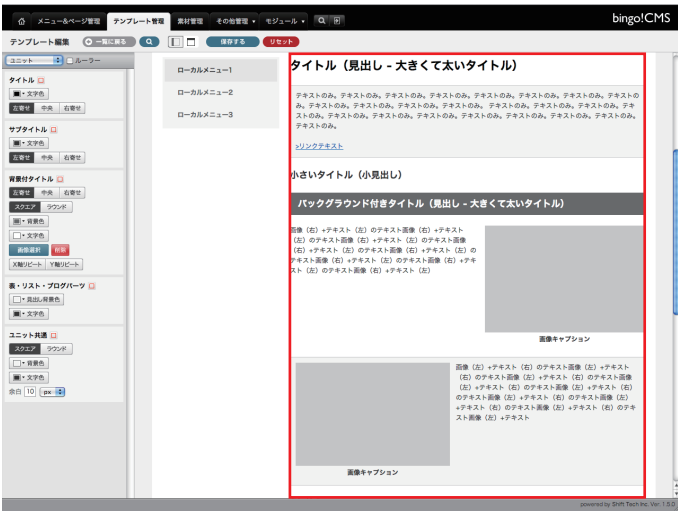 メニュー&ページ管理 テンプレート管理 素材管理 その他管理 モジュール bingo!CMS
テンプレート編集 一覧に戻る 保存する リセット
ユニット ルーラー
タイトル
文字色
左寄せ 中央 右寄せ
サブタイトル
文字色
左寄せ 中央 右寄せ
背景付きタイトル
左寄せ 中央 右寄せ
スクエア ラウンド
背景色
文字色
画像選択 削除
X軸リピート Y軸リピート
表・リスト・ブログパーツ
見出し背景色
文字色
ユニット共通
スクエア ラウンド
背景色
文字色
余白 10 px
ローカルメニュー1
ローカルメニュー2
ローカルメニュー3
タイトル（見出し - 大きくて太いタイトル）
テキストのみ。テキストのみ。テキストのみ。テキストのみ。テキストのみ。テキストのみ。テキストのみ。テキストの
み。テキストのみ。テキストのみ。テキストのみ。テキストのみ。テキストのみ。テキストのみ。テキストのみ。テキ
ストのみ。テキストのみ。テキストのみ。テキストのみ。テキストのみ。テキストのみ。テキストのみ。テキストのみ。
テキストのみ。
>リンクテキスト
小さいタイトル（小見出し）
バックグラウンド付きタイトル（見出し - 大きくて太いタイトル）
画像（右）+テキスト（左）のテキスト画像（右）+テキスト
（左）のテキスト画像（右）+テキスト（左）のテキスト画像
（右）+テキスト（左）のテキスト画像（右）+テキスト（左）の
テキスト画像（右）+テキスト（左）のテキスト画像（右）+テキ
スト（左）のテキスト画像（右）+テキスト（左）
画像キャプション
画像（左）+テキスト（右）のテキスト画像（左）+テキスト
（右）のテキスト画像（左）+テキスト（右）のテキスト画像
（左）+テキスト（右）のテキスト画像（左）+テキスト（右）
のテキスト画像（左）+テキスト（右）のテキスト画像（左）
+テキスト（右）のテキスト画像（左）+テキスト（右）のテキ
スト画像（左）+テキスト
画像キャプション
powered by Shift Tech Inc. Ver. 1.5.0